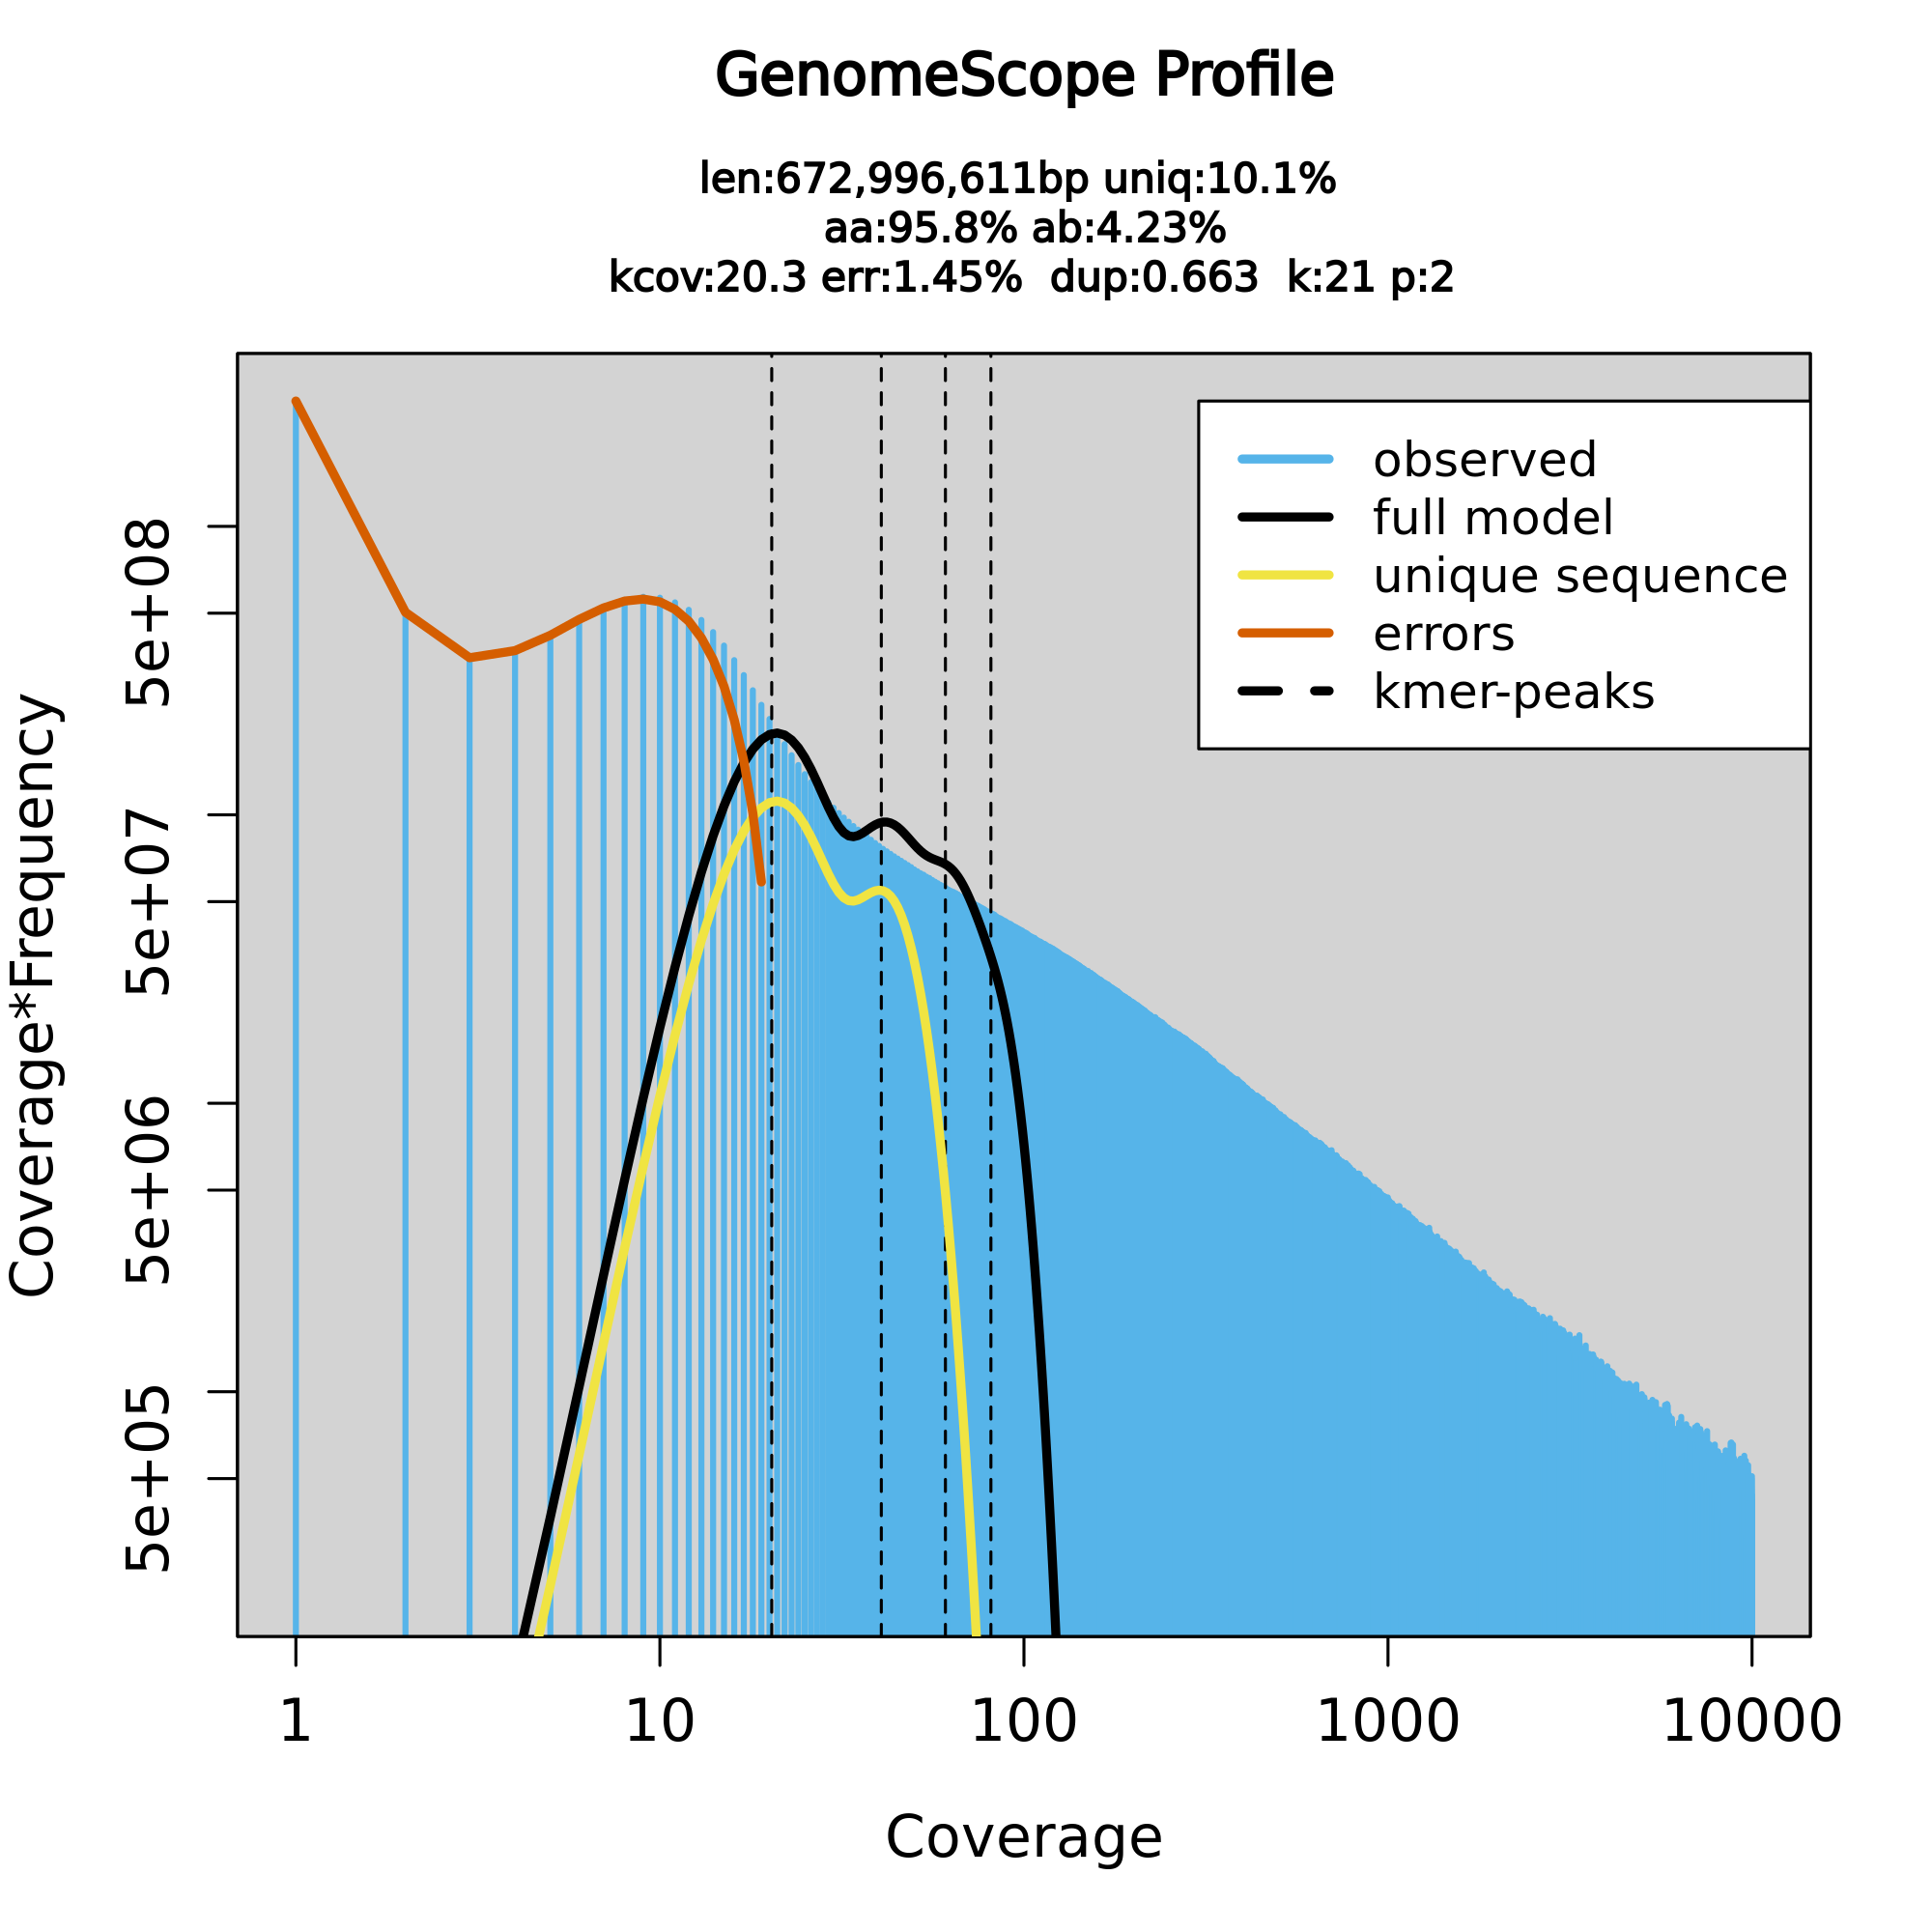 GenomeScope Profile
len:672,996,611bp uniq:10.1%
aa:95.8% ab:4.23%
kcov:20.3 err:1.45%  dup:0.663  k:21 p:2
observed
full model
unique sequence
errors
kmer-peaks
Coverage*Frequency
5e+08
5e+07
5e+06
5e+05
1 10 100 1000 10000
Coverage